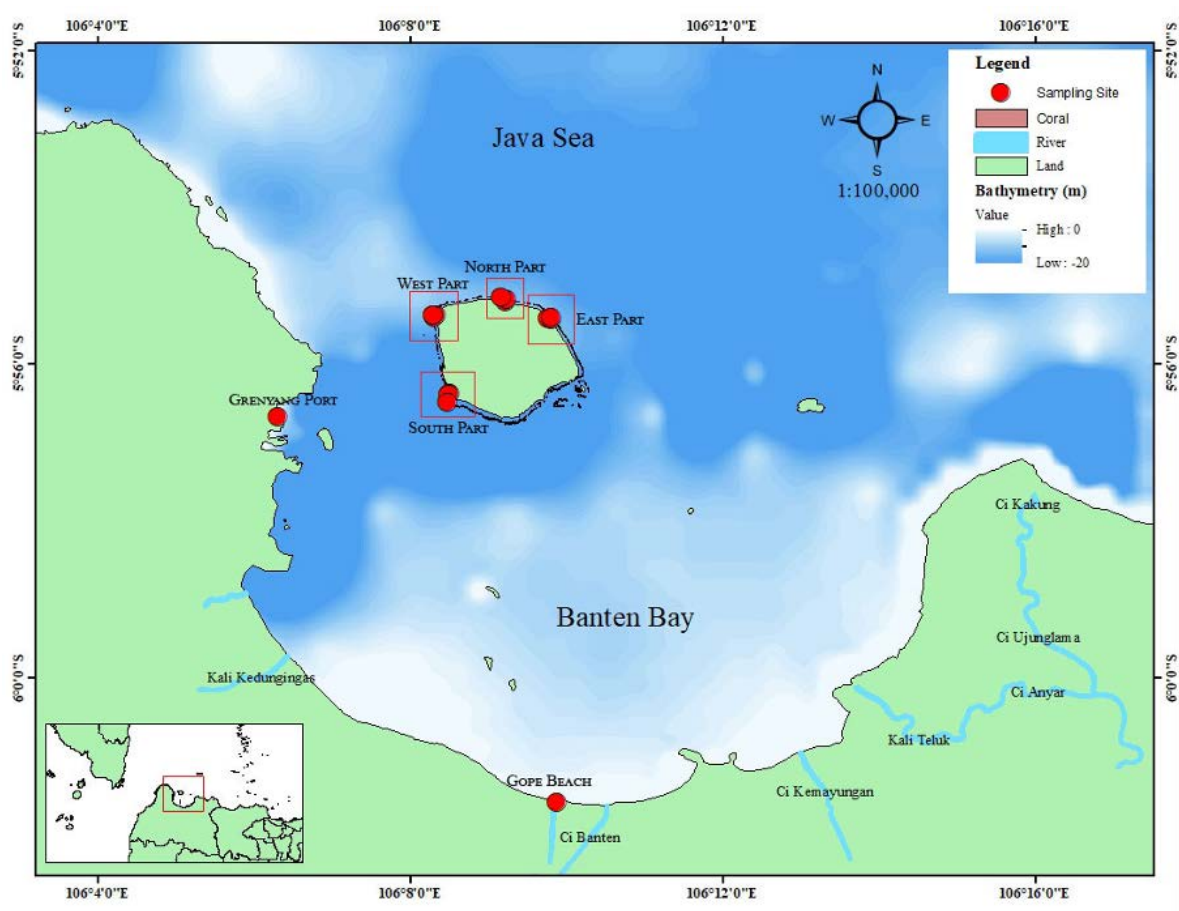 106°4'0"E
106°8'0"E
106°12'0"E
106°16'0"E
5°52'0"S
5°52'0"S
Legend
Sampling Site
Coral
River
Land
Bathymetry (m)
Value
High : 0
Low : -20
N
W
E
S
1:100,000
Java Sea
NORTH PART
WEST PART
EAST PART
5°56'0"S
5°56'0"S
GRENYANG PORT
SOUTH PART
Ci Kakung
Banten Bay
Ci Ujunglama
6°0'0"S
6°0'0"S
Kali Kedungingas
Ci Anyar
Kali Teluk
GOPE BEACH
Ci Kemayungan
Ci Banten
106°4'0"E
106°8'0"E
106°12'0"E
106°16'0"E